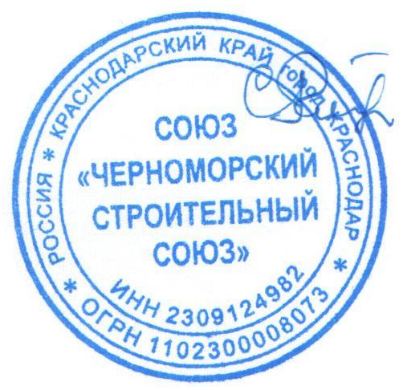 РОССИЯ * КРАСНОДАРСКИЙ КРАЙ город КРАСНОДАР *
СОЮЗ
«ЧЕРНОМОРСКИЙ
СТРОИТЕЛЬНЫЙ
СОЮЗ»
ИНН 2309124982
* ОГРН 1102300008073 *